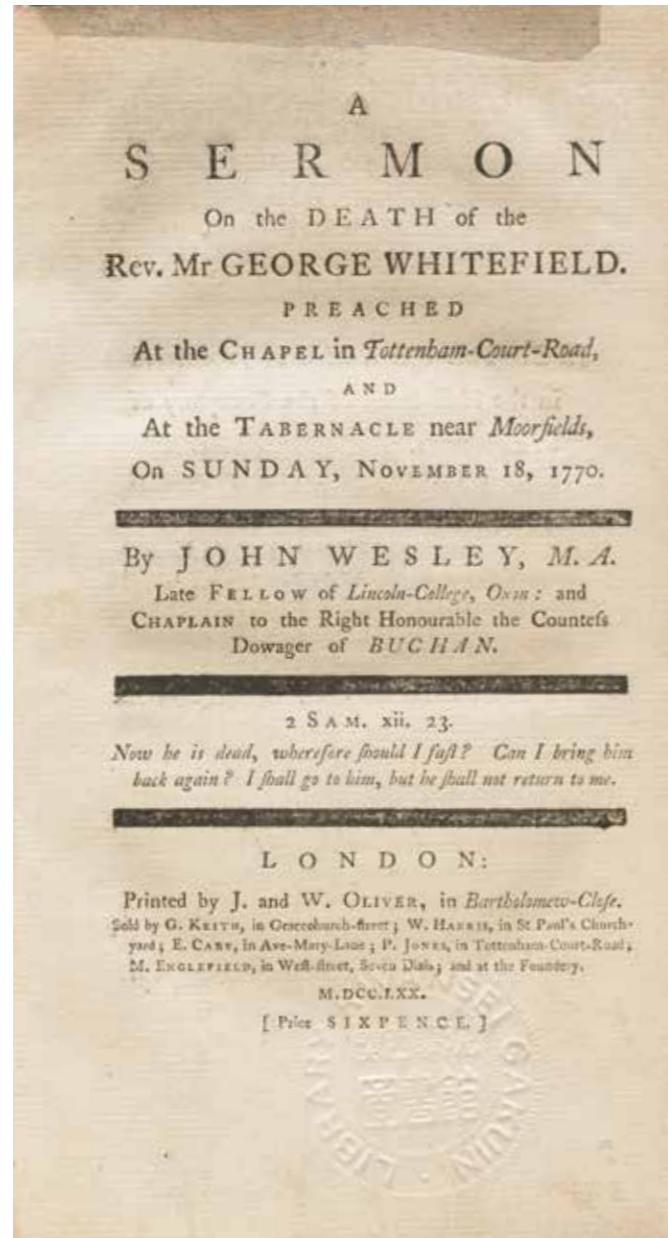 A
SERMON
On the DEATH of the
Rev. Mr GEORGE WHITEFIELD.
PREACHED
At the CHAPEL in Tottenham-Court-Road,
AND
At the TABERNACLE near Moorfields,
On SUNDAY, NOVEMBER 18, 1770.
By JOHN WESLEY, M. A.
Late FELLOW of Lincoln-College, Oxon: and
CHAPLAIN to the Right Honourable the Counteſs
Dowager of BUCHAN.
2 SAM. xii. 23.
Now he is dead, wherefore ſhould I faſt? Can I bring him
back again? I ſhall go to him, but he ſhall not return to me.
LONDON:
Printed by J. and W. OLIVER, in Bartholomew-Cloſe.
Sold by G. KEITH, in Gracechurch-ſtreet; W. HARRIS, in St Paul's Church-
yard; E. CABE, in Ave-Mary-Lane; P. JONES, in Tottenham-Court-Road;
M. ENGLEFIELD, in Weſt-ſtreet, Seven Dials; and at the Foundery.
M.DCC.LXX.
[Price SIXPENCE.]
LIBRARY GAKUIN